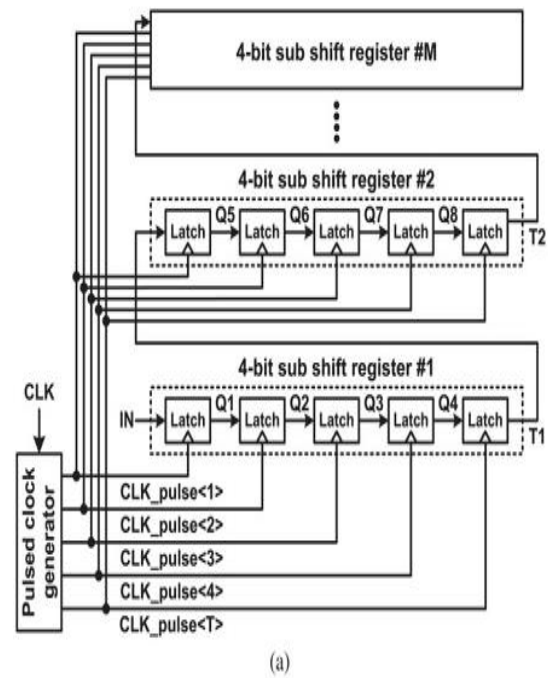 4-bit sub shift register #M
4-bit sub shift register #2
Q5 Q6 Q7 Q8
Latch Latch Latch Latch Latch
T2
4-bit sub shift register #1
CLK
Q1 Q2 Q3 Q4
IN Latch Latch Latch Latch Latch
T1
Pulsed clock
generator
CLK_pulse<1>
CLK_pulse<2>
CLK_pulse<3>
CLK_pulse<4>
CLK_pulse<T>
(a)